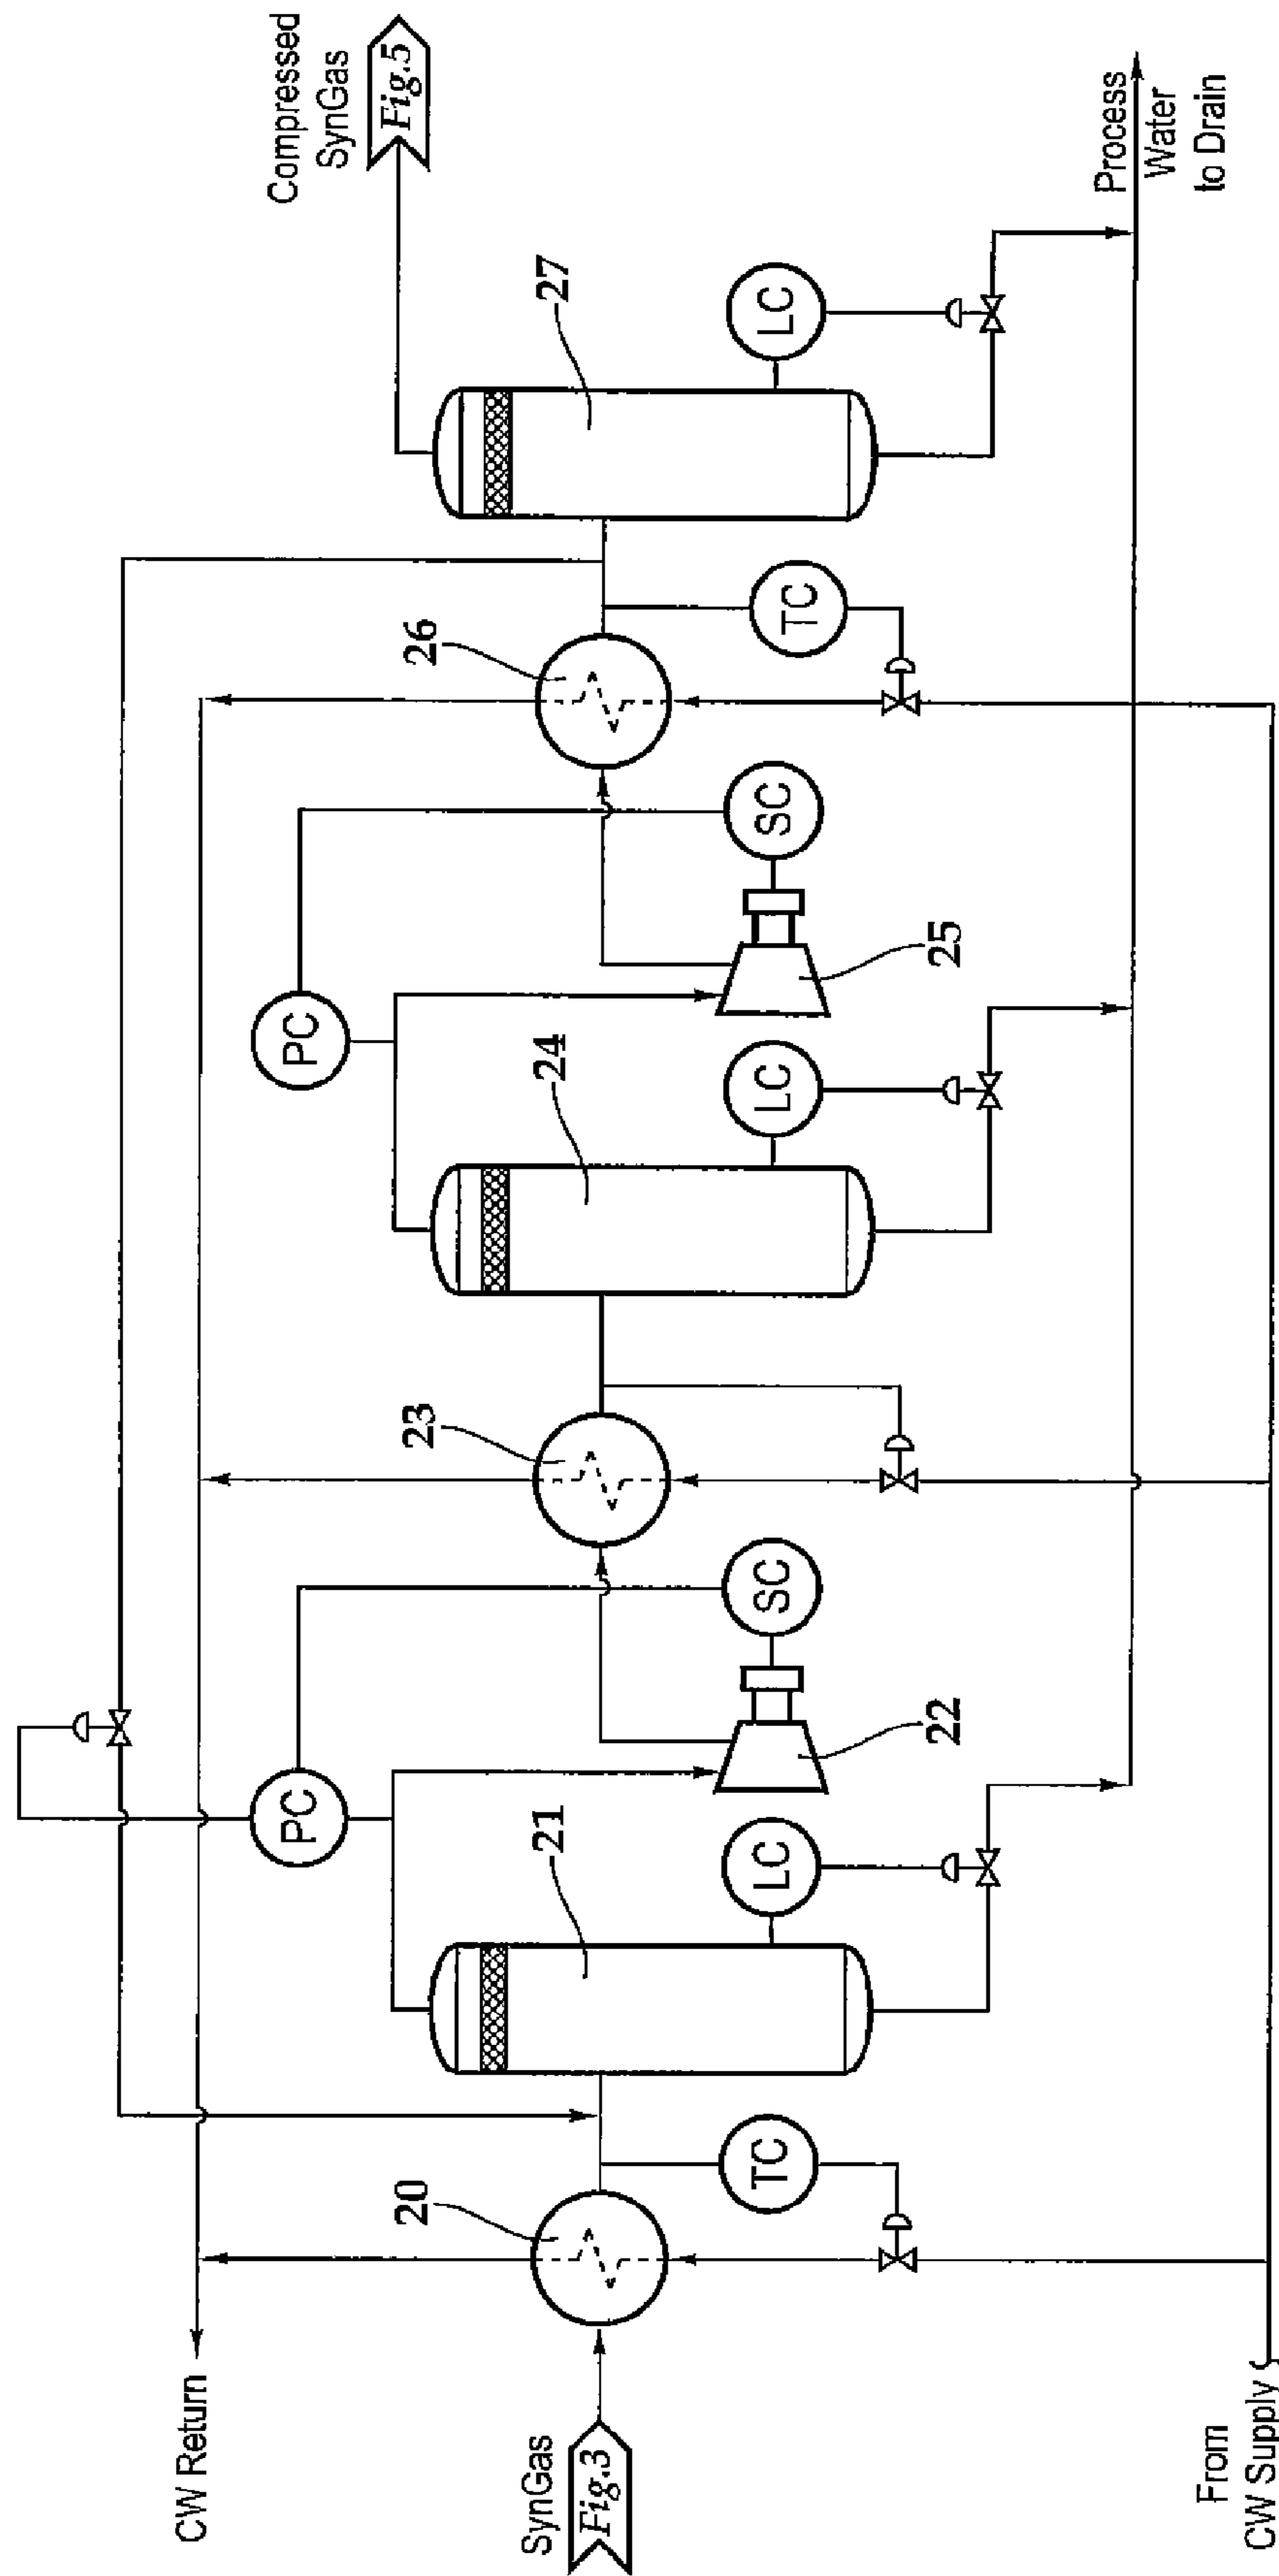 CW Return
SynGas
Fig.3
From
CW Supply
20
TC
21
LC
PC
22
SC
23
24
LC
PC
25
SC
26
TC
27
LC
Compressed
SynGas
Fig.5
Process
Water
to Drain